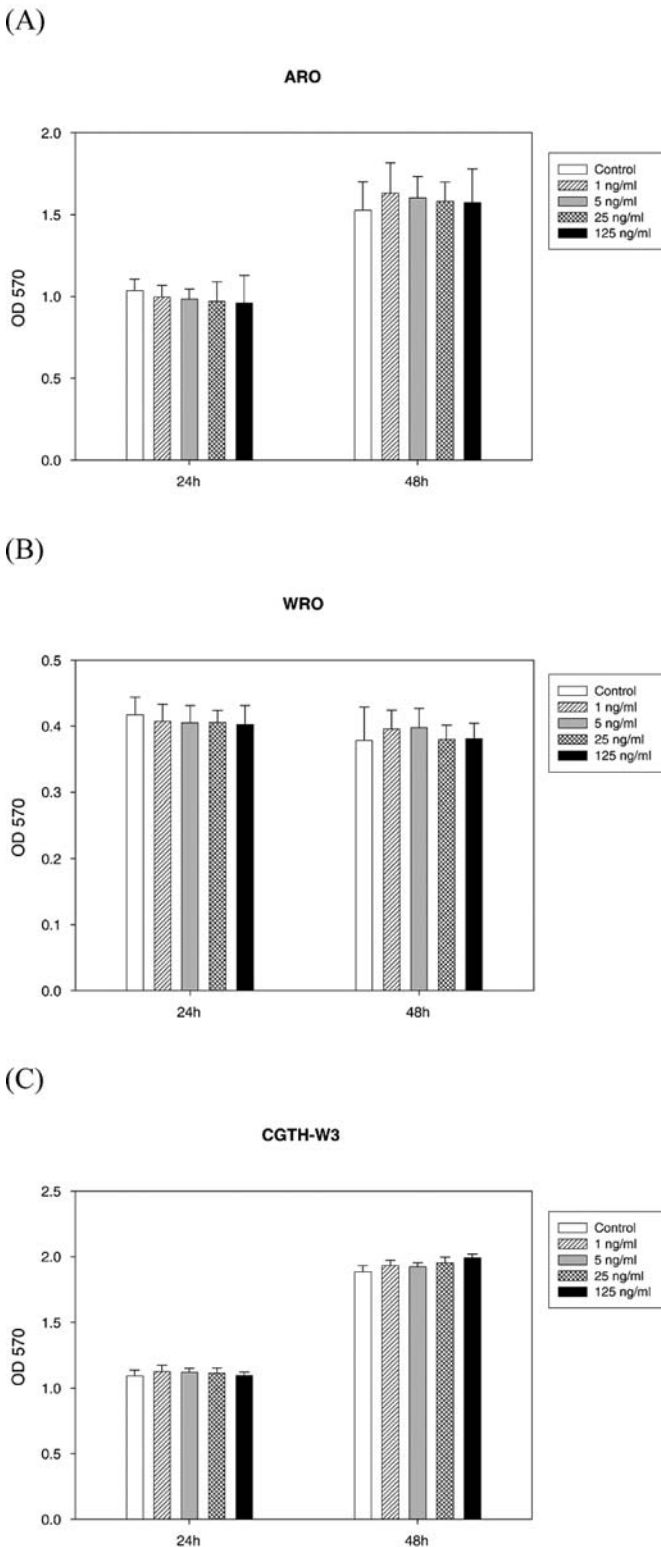 (A)
ARO
2.0
1.5
1.0
0.5
0.0
OD 570
24h
48h
Control
1 ng/ml
5 ng/ml
25 ng/ml
125 ng/ml
(B)
WRO
0.5
0.4
0.3
0.2
0.1
0.0
OD 570
24h
48h
Control
1 ng/ml
5 ng/ml
25 ng/ml
125 ng/ml
(C)
CGTH-W3
2.5
2.0
1.5
1.0
0.5
0.0
OD 570
24h
48h
Control
1 ng/ml
5 ng/ml
25 ng/ml
125 ng/ml